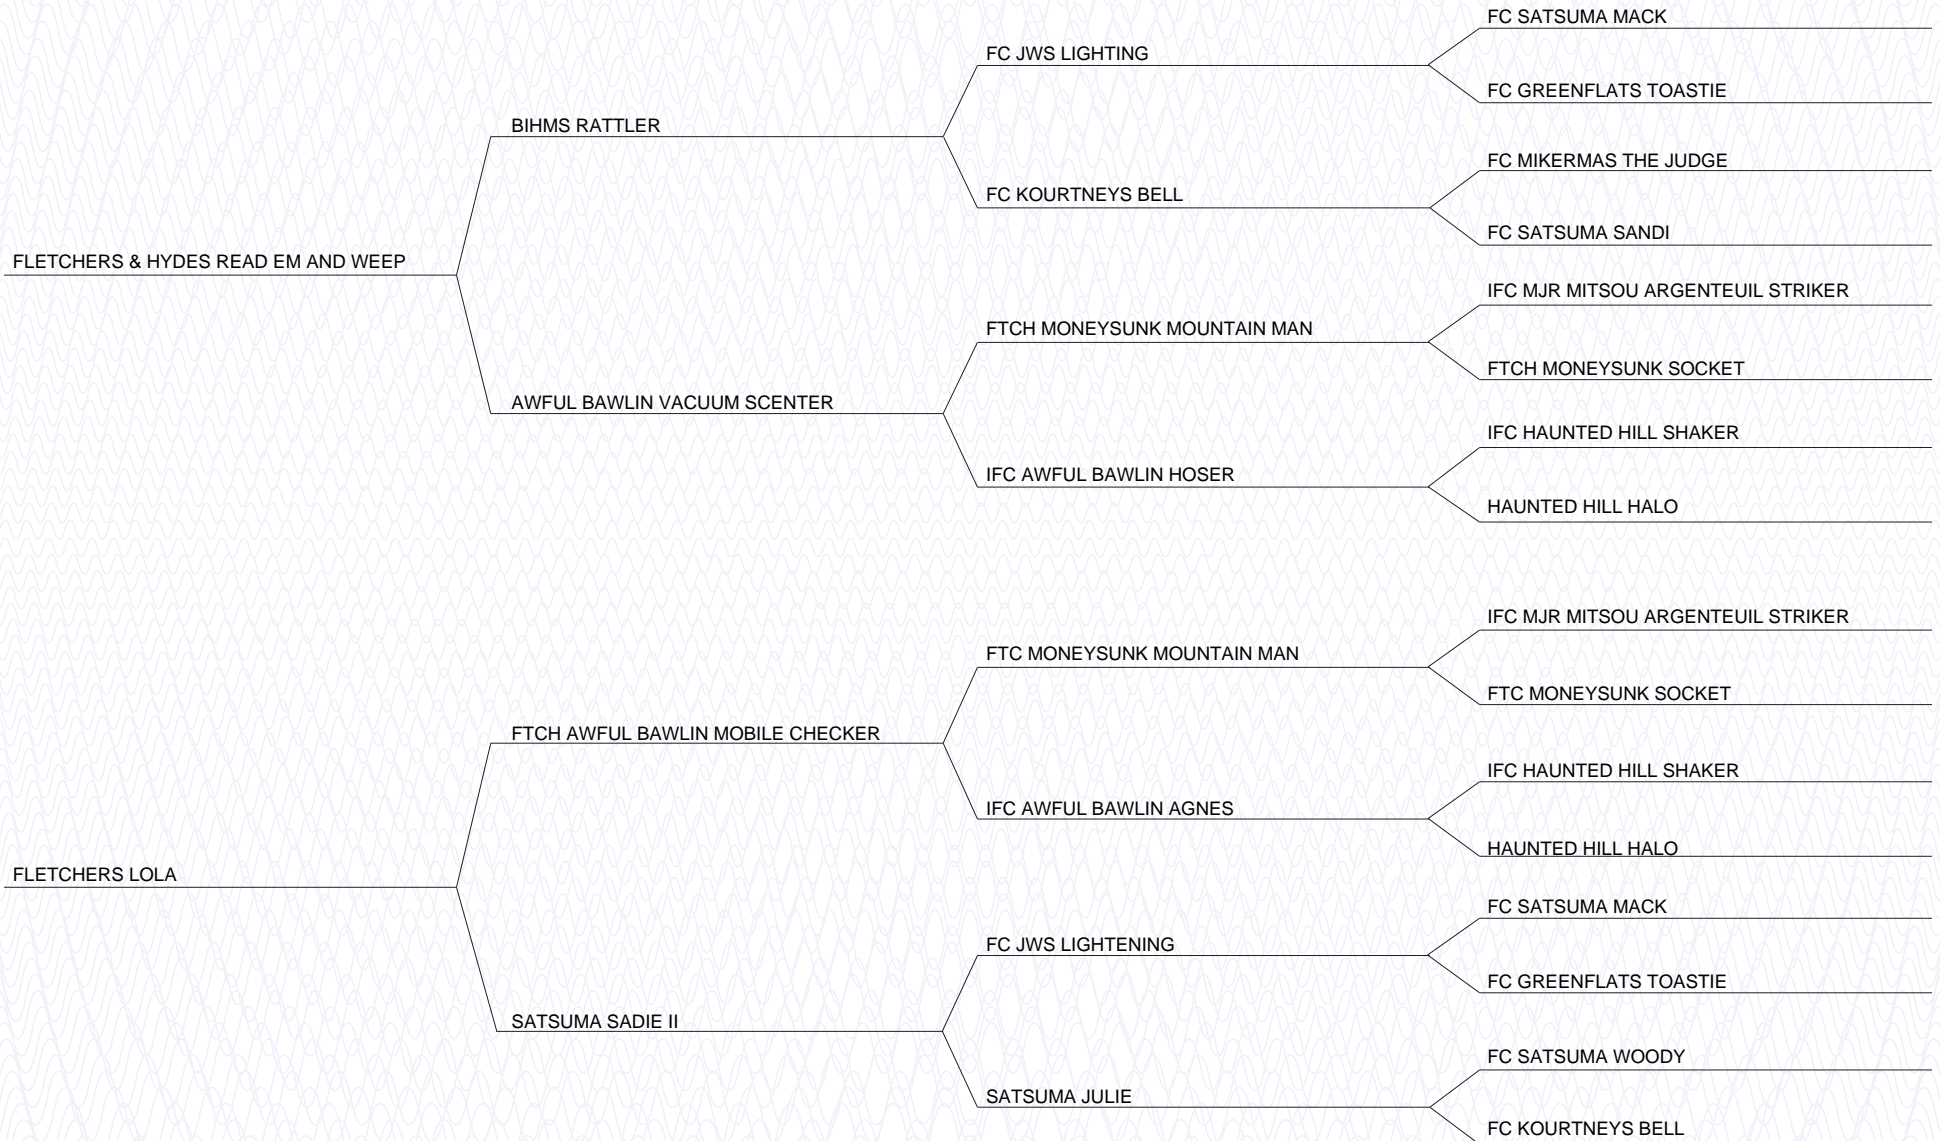 FC SATSUMA MACK
FC JWS LIGHTING
FC GREENFLATS TOASTIE
BIHMS RATTLER
FC MIKERMAS THE JUDGE
FC KOURTNEYS BELL
FC SATSUMA SANDI
FLETCHERS & HYDES READ EM AND WEEP
IFC MJR MITSOU ARGENTEUIL STRIKER
FTCH MONEYSUNK MOUNTAIN MAN
FTCH MONEYSUNK SOCKET
AWFUL BAWLIN VACUUM SCENTER
IFC HAUNTED HILL SHAKER
IFC AWFUL BAWLIN HOSER
HAUNTED HILL HALO
IFC MJR MITSOU ARGENTEUIL STRIKER
FTC MONEYSUNK MOUNTAIN MAN
FTC MONEYSUNK SOCKET
FTCH AWFUL BAWLIN MOBILE CHECKER
IFC HAUNTED HILL SHAKER
IFC AWFUL BAWLIN AGNES
HAUNTED HILL HALO
FLETCHERS LOLA
FC SATSUMA MACK
FC JWS LIGHTENING
FC GREENFLATS TOASTIE
SATSUMA SADIE II
FC SATSUMA WOODY
SATSUMA JULIE
FC KOURTNEYS BELL